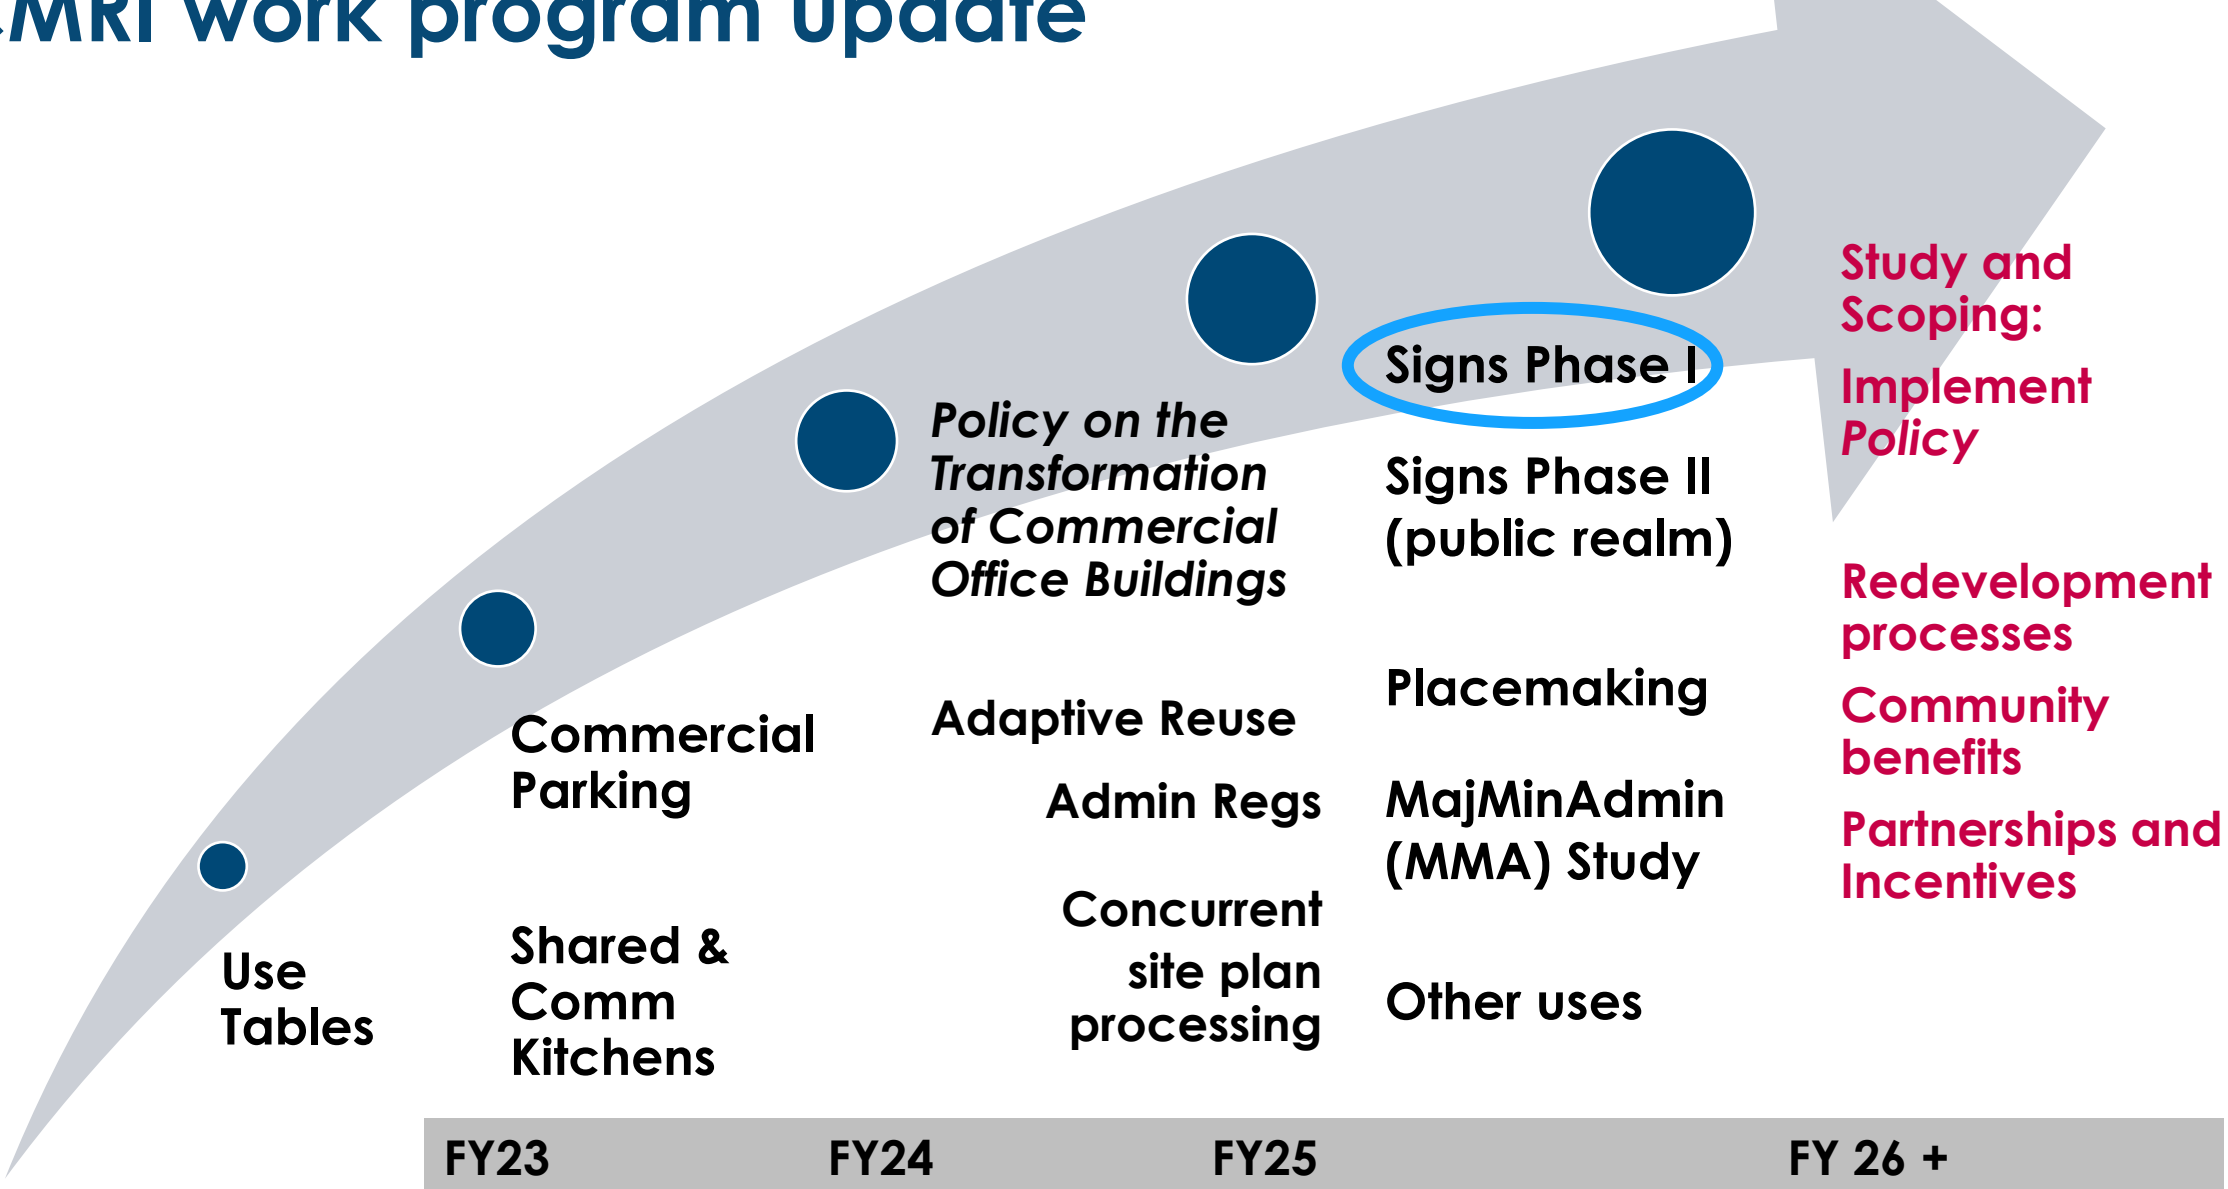 MRI work program update
Use
Tables
Commercial
Parking
Shared &
Comm
Kitchens
Policy on the
Transformation
of Commercial
Office Buildings
Adaptive Reuse
Admin Regs
Concurrent
site plan
processing
Signs Phase I
Signs Phase II
(public realm)
Placemaking
MajMinAdmin
(MMA) Study
Other uses
Study and
Scoping:
Implement
Policy
Redevelopment
processes
Community
benefits
Partnerships and
Incentives
FY23 FY24 FY25 FY 26 +